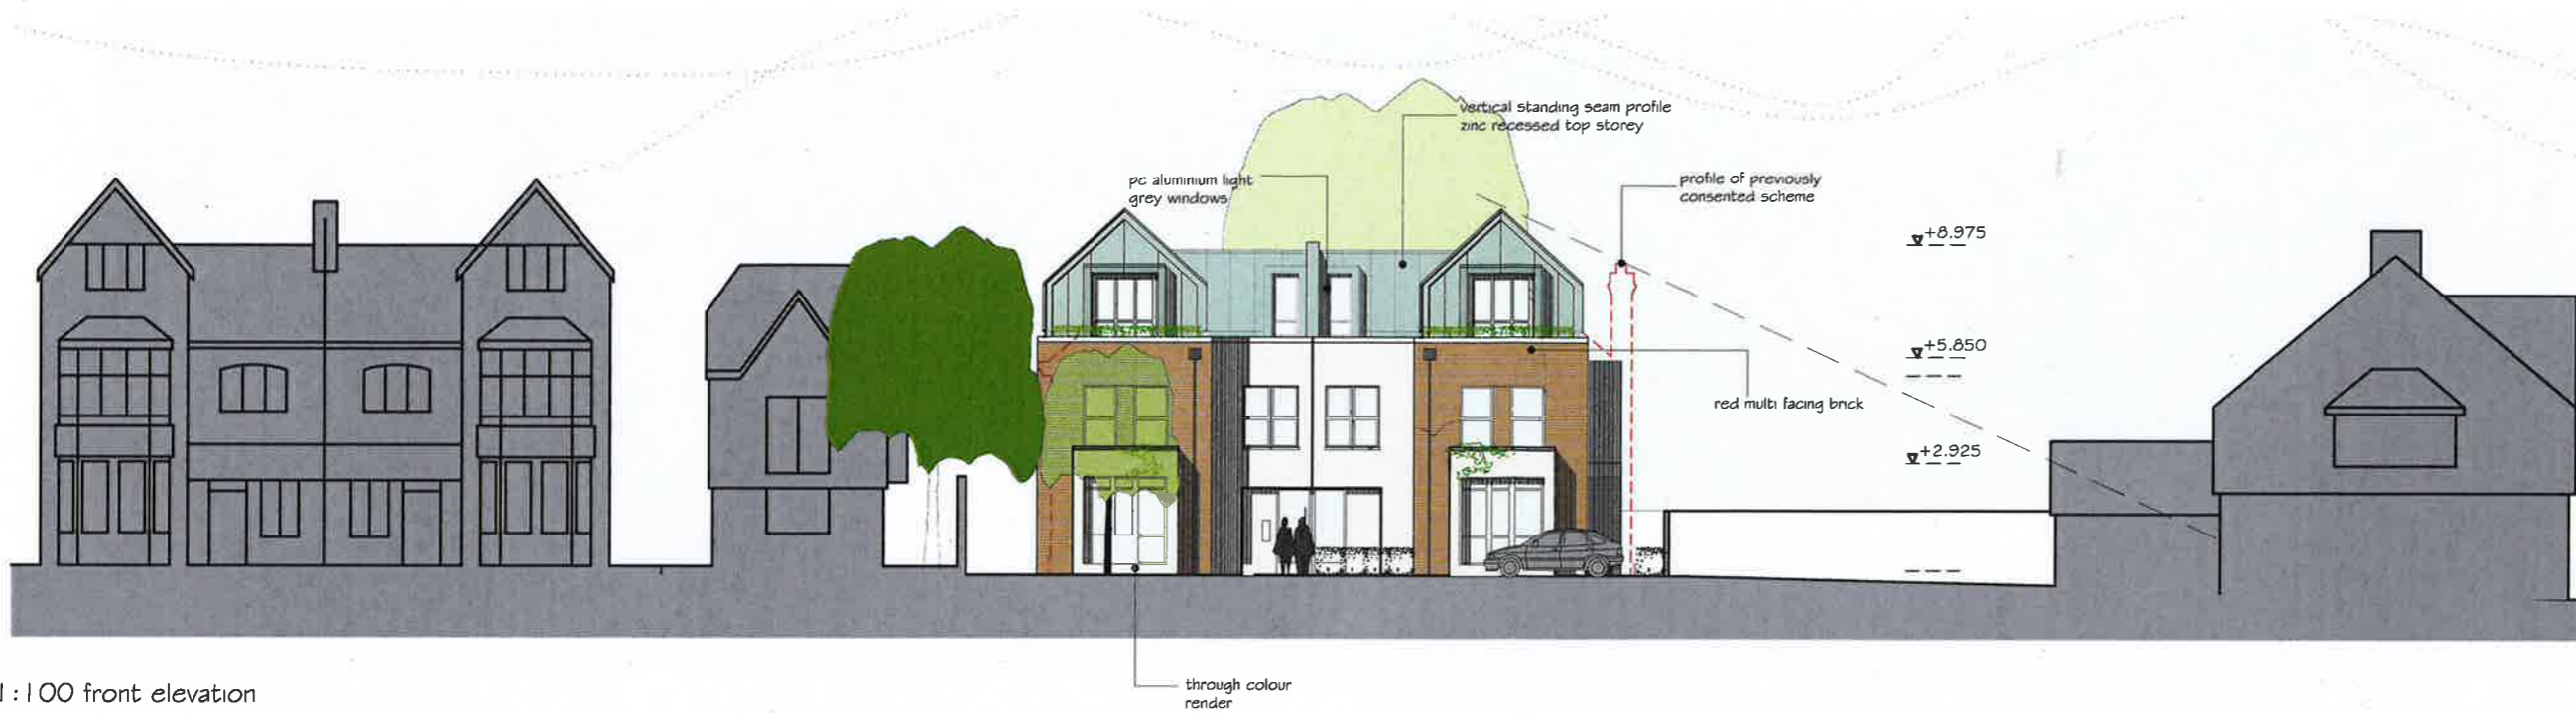 vertical standing seam profile
zinc recessed top storey
pc aluminium light
grey windows
profile of previously
consented scheme
+8.975
+5.850
red multi facing brick
+2.925
through colour
render
1:100 front elevation